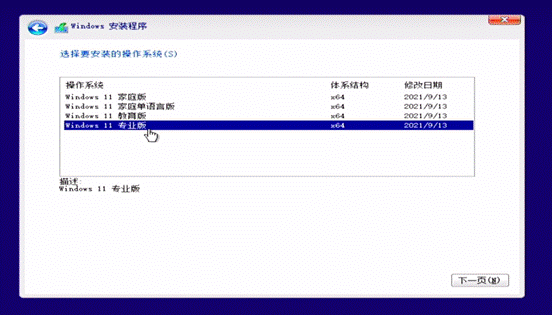 Windows 安装程序
选择要安装的操作系统(S)
操作系统 体系结构 修改日期
Windows 11 家庭版 x64 2021/9/13
Windows 11 家庭单语言版 x64 2021/9/13
Windows 11 教育版 x64 2021/9/13
Windows 11 专业版 x64 2021/9/13
描述:
Windows 11 专业版
下一页(N)